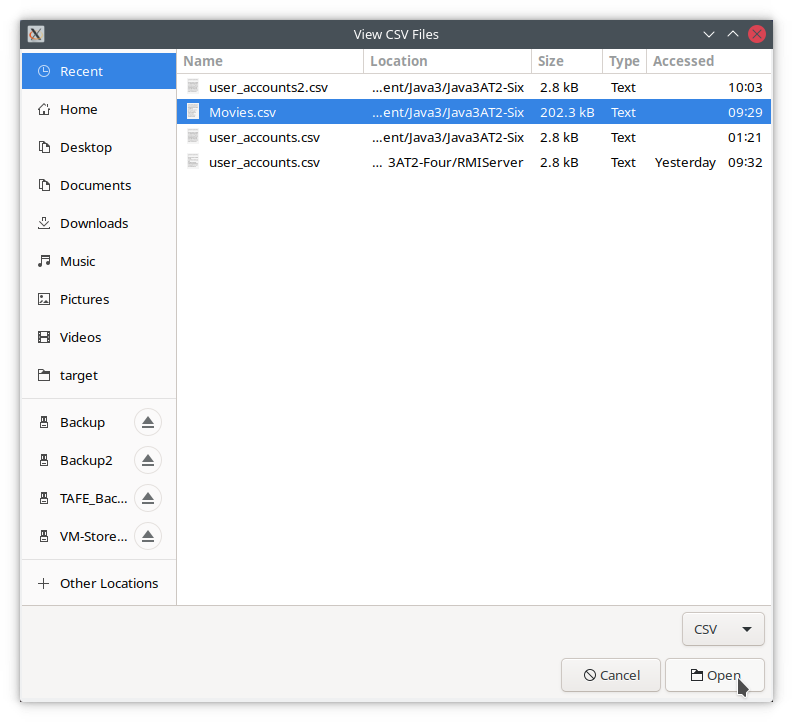 View CSV Files
Recent
Home
Desktop
Documents
Downloads
Music
Pictures
Videos
target
Backup
Backup2
TAFE_Bac...
VM-Store...
Other Locations
Name Location Size Type Accessed
user_accounts2.csv ...ent/Java3/Java3AT2-Six 2.8 kB Text 10:03
Movies.csv ...ent/Java3/Java3AT2-Six 202.3 kB Text 09:29
user_accounts.csv ...ent/Java3/Java3AT2-Six 2.8 kB Text 01:21
user_accounts.csv ... 3AT2-Four/RMIServer 2.8 kB Text Yesterday 09:32
CSV
Cancel Open